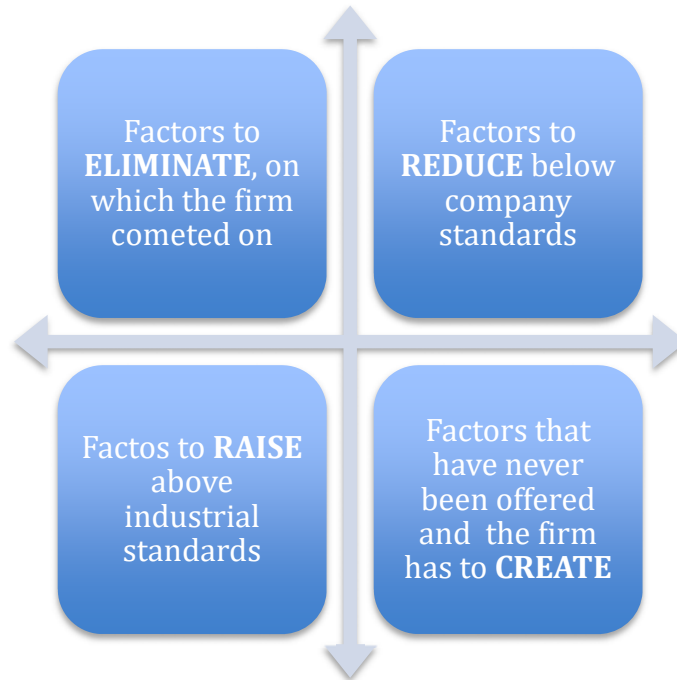 Factors to
ELIMINATE, on
which the firm
cometed on
Factors to
REDUCE below
company
standards
Factos to RAISE
above
industrial
standards
Factors that
have never
been offered
and the firm
has to CREATE